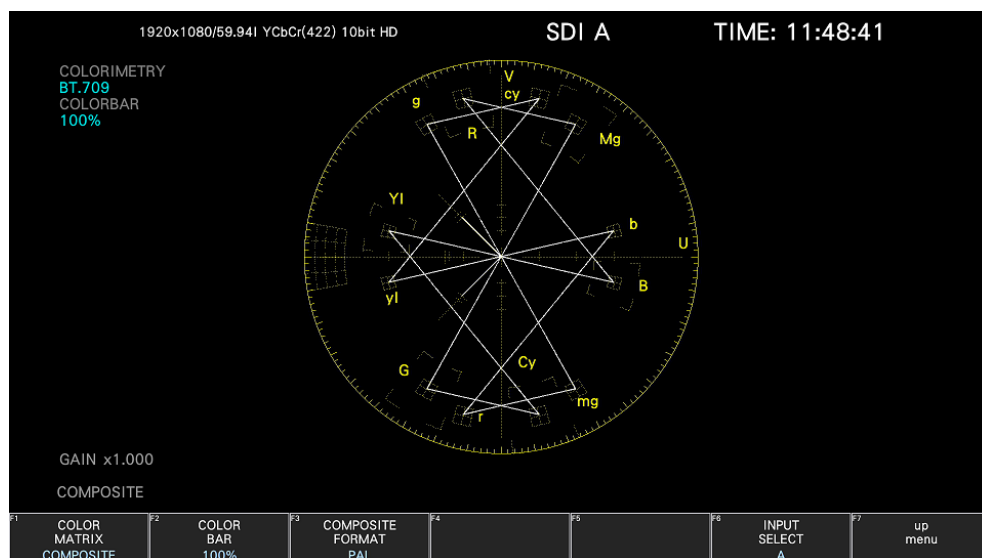 1920x1080/59.94I YCbCr(422) 10bit HD SDI A TIME: 11:48:41
COLORIMETRY
BT.709
COLORBAR
100%
V
g cy
R Mg
Yl
b
U
yl B
G Cy
r mg
GAIN x1.000
COMPOSITE
F1 COLOR MATRIX COMPOSITE
F2 COLOR BAR 100%
F3 COMPOSITE FORMAT PAL
F4
F5
F6 INPUT SELECT A
F7 up menu